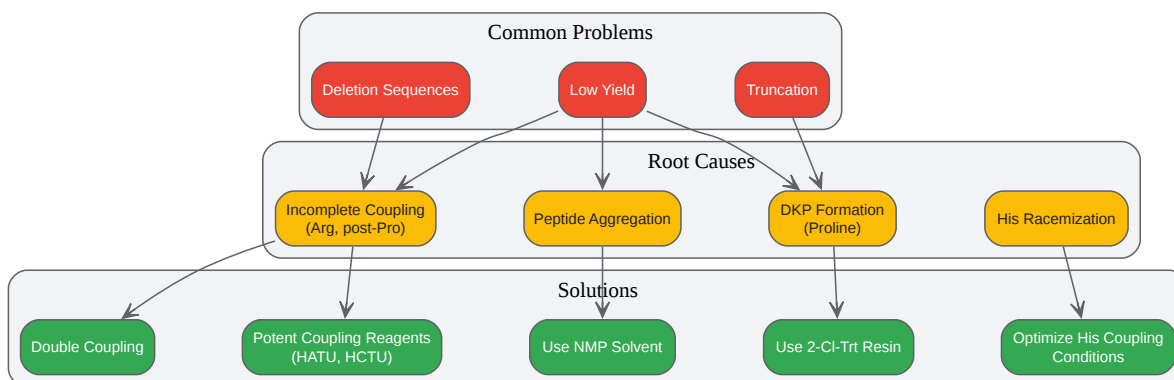 Common Problems
Deletion Sequences
Low Yield
Truncation
Root Causes
Incomplete Coupling
(Arg, post-Pro)
Peptide Aggregation
DKP Formation
(Proline)
His Racemization
Solutions
Double Coupling
Potent Coupling Reagents
(HATU, HCTU)
Use NMP Solvent
Use 2-Cl-Trt Resin
Optimize His Coupling
Conditions